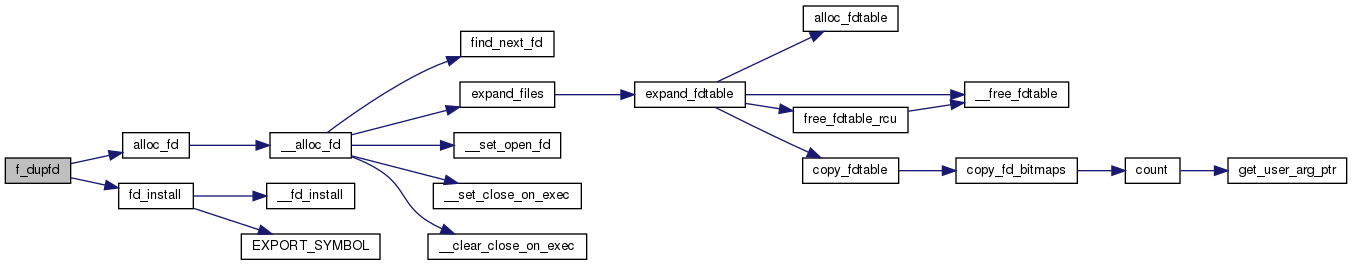 f_dupfd
alloc_fd
fd_install
__alloc_fd
__fd_install
EXPORT_SYMBOL
find_next_fd
expand_files
__set_open_fd
__set_close_on_exec
__clear_close_on_exec
expand_fdtable
alloc_fdtable
__free_fdtable
free_fdtable_rcu
copy_fdtable
copy_fd_bitmaps
count
get_user_arg_ptr